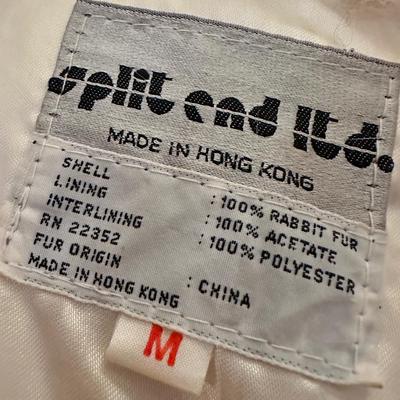 split end ltd.
MADE IN HONG KONG
SHELL : 100% RABBIT FUR
LINING : 100% ACETATE
INTERLINING : 100% POLYESTER
RN 22352
FUR ORIGIN : CHINA
MADE IN HONG KONG
M